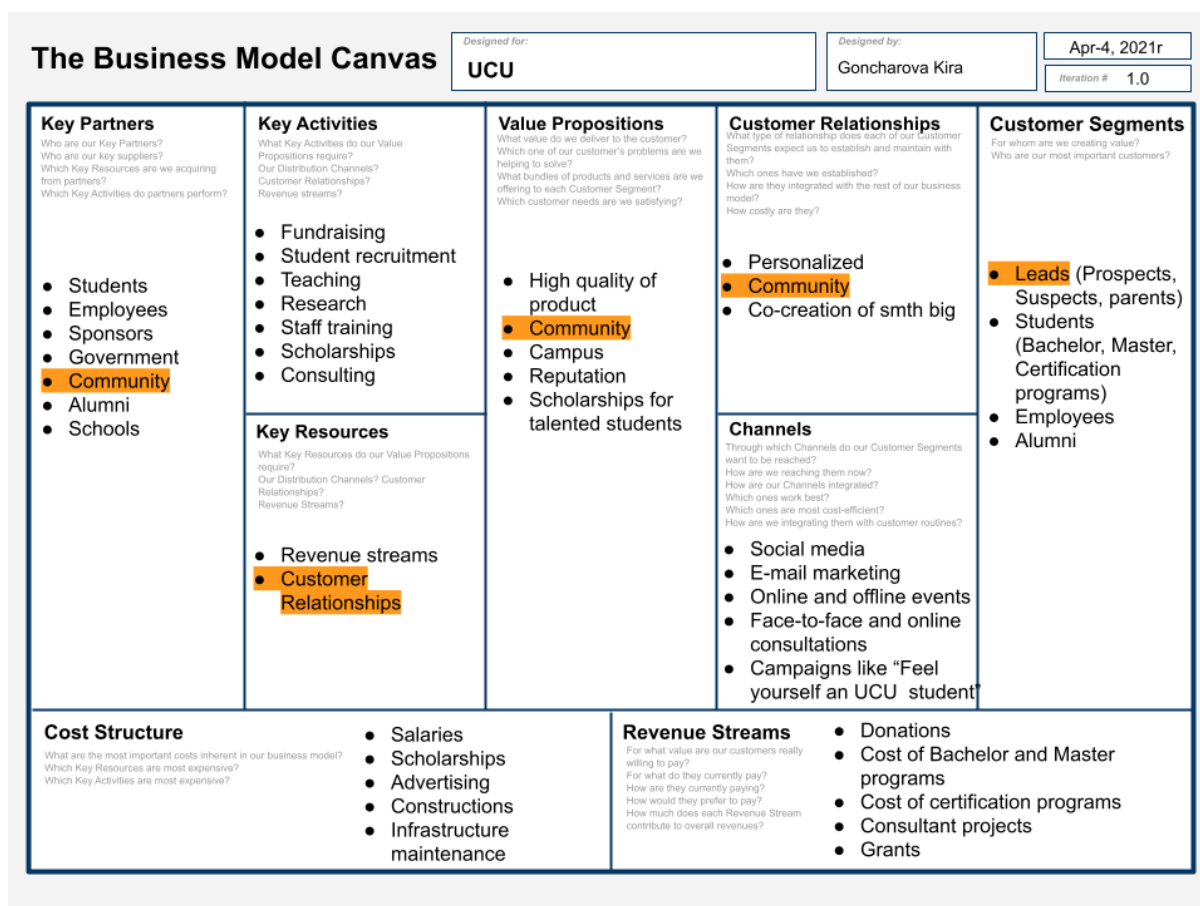 The Business Model Canvas
Designed for:
UCU
Designed by:
Goncharova Kira
Apr-4, 2021r
Iteration # 1.0
Key Partners
Who are our Key Partners?
Who are our key suppliers?
Which Key Resources are we acquiring
from partners?
Which Key Activities do partners perform?
● Students
● Employees
● Sponsors
● Government
● Community
● Alumni
● Schools
Key Activities
What Key Activities do our Value
Propositions require?
Our Distribution Channels?
Customer Relationships?
Revenue streams?
● Fundraising
● Student recruitment
● Teaching
● Research
● Staff training
● Scholarships
● Consulting
Key Resources
What Key Resources do our Value Propositions
require?
Our Distribution Channels? Customer
Relationships?
Revenue Streams?
● Revenue streams
● Customer
Relationships
Value Propositions
What value do we deliver to the customer?
Which one of our customer's problems are we
helping to solve?
What bundles of products and services are we
offering to each Customer Segment?
Which customer needs are we satisfying?
● High quality of
product
● Community
● Campus
● Reputation
● Scholarships for
talented students
Customer Relationships
What type of relationship does each of our Customer
Segments expect us to establish and maintain with
them?
Which ones have we established?
How are they integrated with the rest of our business
model?
How costly are they?
● Personalized
● Community
● Co-creation of smth big
Channels
Through which Channels do our Customer Segments
want to be reached?
How are we reaching them now?
How are our Channels integrated?
Which ones work best?
Which ones are most cost-efficient?
How are we integrating them with customer routines?
● Social media
● E-mail marketing
● Online and offline events
● Face-to-face and online
consultations
● Campaigns like “Feel
yourself an UCU student”
Customer Segments
For whom are we creating value?
Who are our most important customers?
● Leads (Prospects,
Suspects, parents)
● Students
(Bachelor, Master,
Certification
programs)
● Employees
● Alumni
Cost Structure
What are the most important costs inherent in our business model?
Which Key Resources are most expensive?
Which Key Activities are most expensive?
● Salaries
● Scholarships
● Advertising
● Constructions
● Infrastructure
maintenance
Revenue Streams
For what value are our customers really
willing to pay?
For what do they currently pay?
How are they currently paying?
How would they prefer to pay?
How much does each Revenue Stream
contribute to overall revenues?
● Donations
● Cost of Bachelor and Master
programs
● Cost of certification programs
● Consultant projects
● Grants